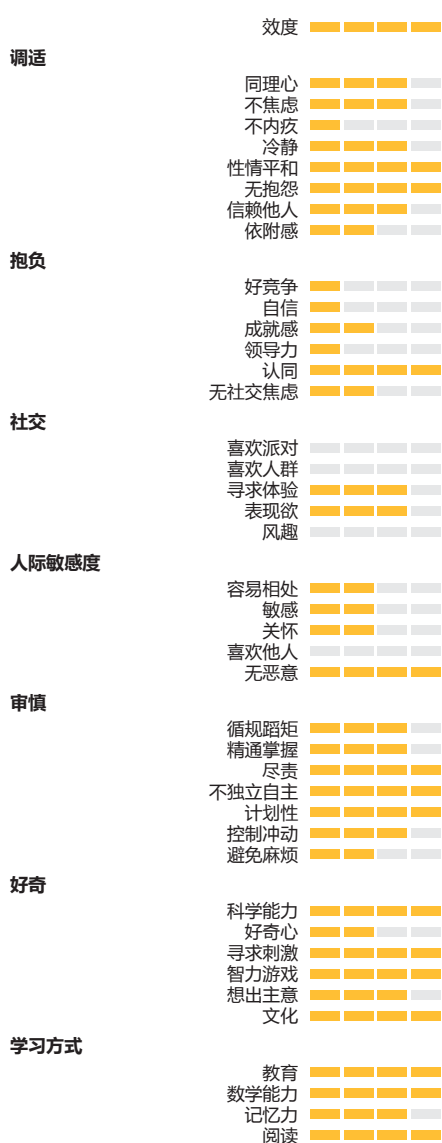 效度
调适
同理心
不焦虑
不内疚
冷静
性情平和
无抱怨
信赖他人
依附感
抱负
好竞争
自信
成就感
领导力
认同
无社交焦虑
社交
喜欢派对
喜欢人群
寻求体验
表现欲
风趣
人际敏感度
容易相处
敏感
关怀
喜欢他人
无恶意
审慎
循规蹈矩
精通掌握
尽责
不独立自主
计划性
控制冲动
避免麻烦
好奇
科学能力
好奇心
寻求刺激
智力游戏
想出主意
文化
学习方式
教育
数学能力
记忆力
阅读